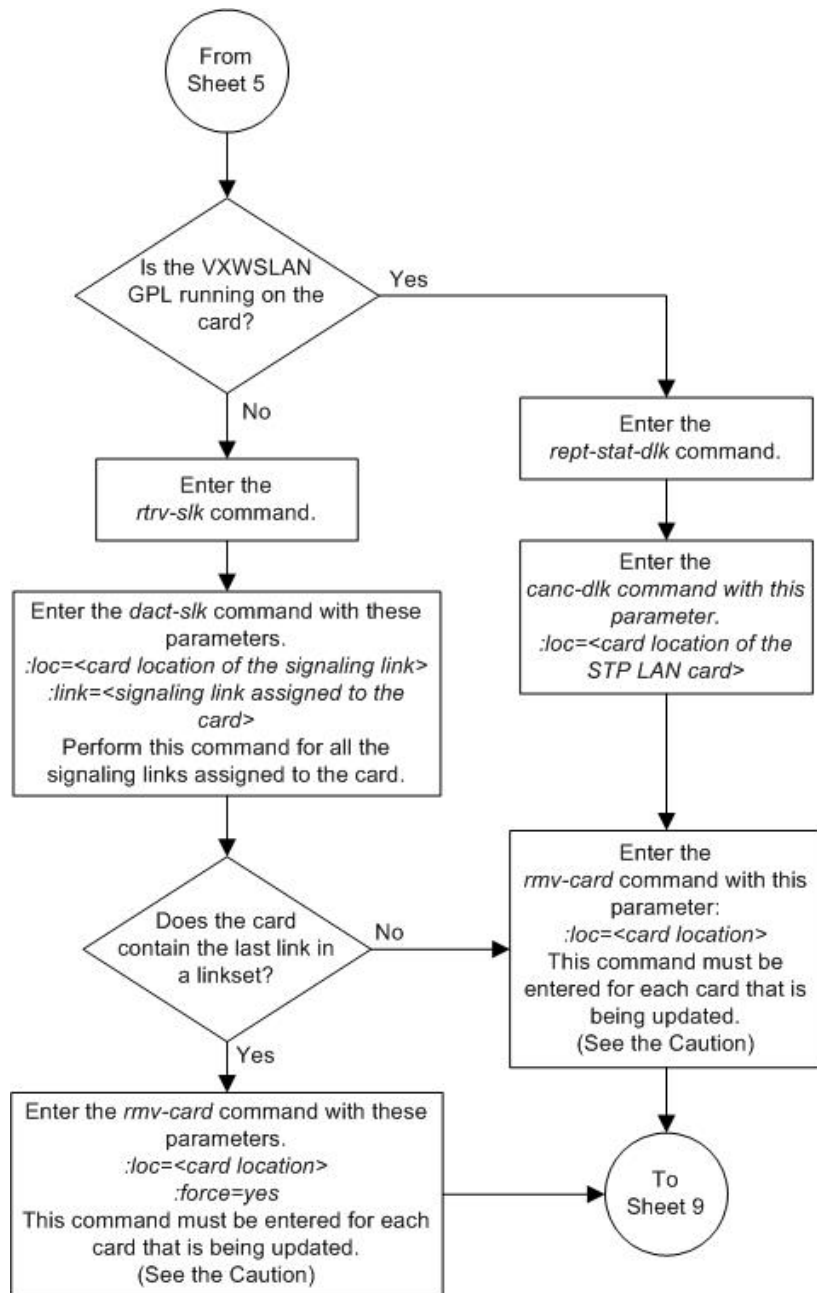 From
Sheet 5
Is the VXWSLAN
GPL running on the
card?
Yes
No
Enter the
rept-stat-dlk command.
Enter the
rtrv-slk command.
Enter the
canc-dlk command with this
parameter.
:loc=<card location of the
STP LAN card>
Enter the dact-slk command with these
parameters.
:loc=<card location of the signaling link>
:link=<signaling link assigned to the
card>
Perform this command for all the
signaling links assigned to the card.
Does the card
contain the last link in
a linkset?
No
Yes
Enter the
rmv-card command with this
parameter:
:loc=<card location>
This command must be
entered for each card that is
being updated.
(See the Caution)
Enter the rmv-card command with these
parameters.
:loc=<card location>
:force=yes
This command must be entered for each
card that is being updated.
(See the Caution)
To
Sheet 9